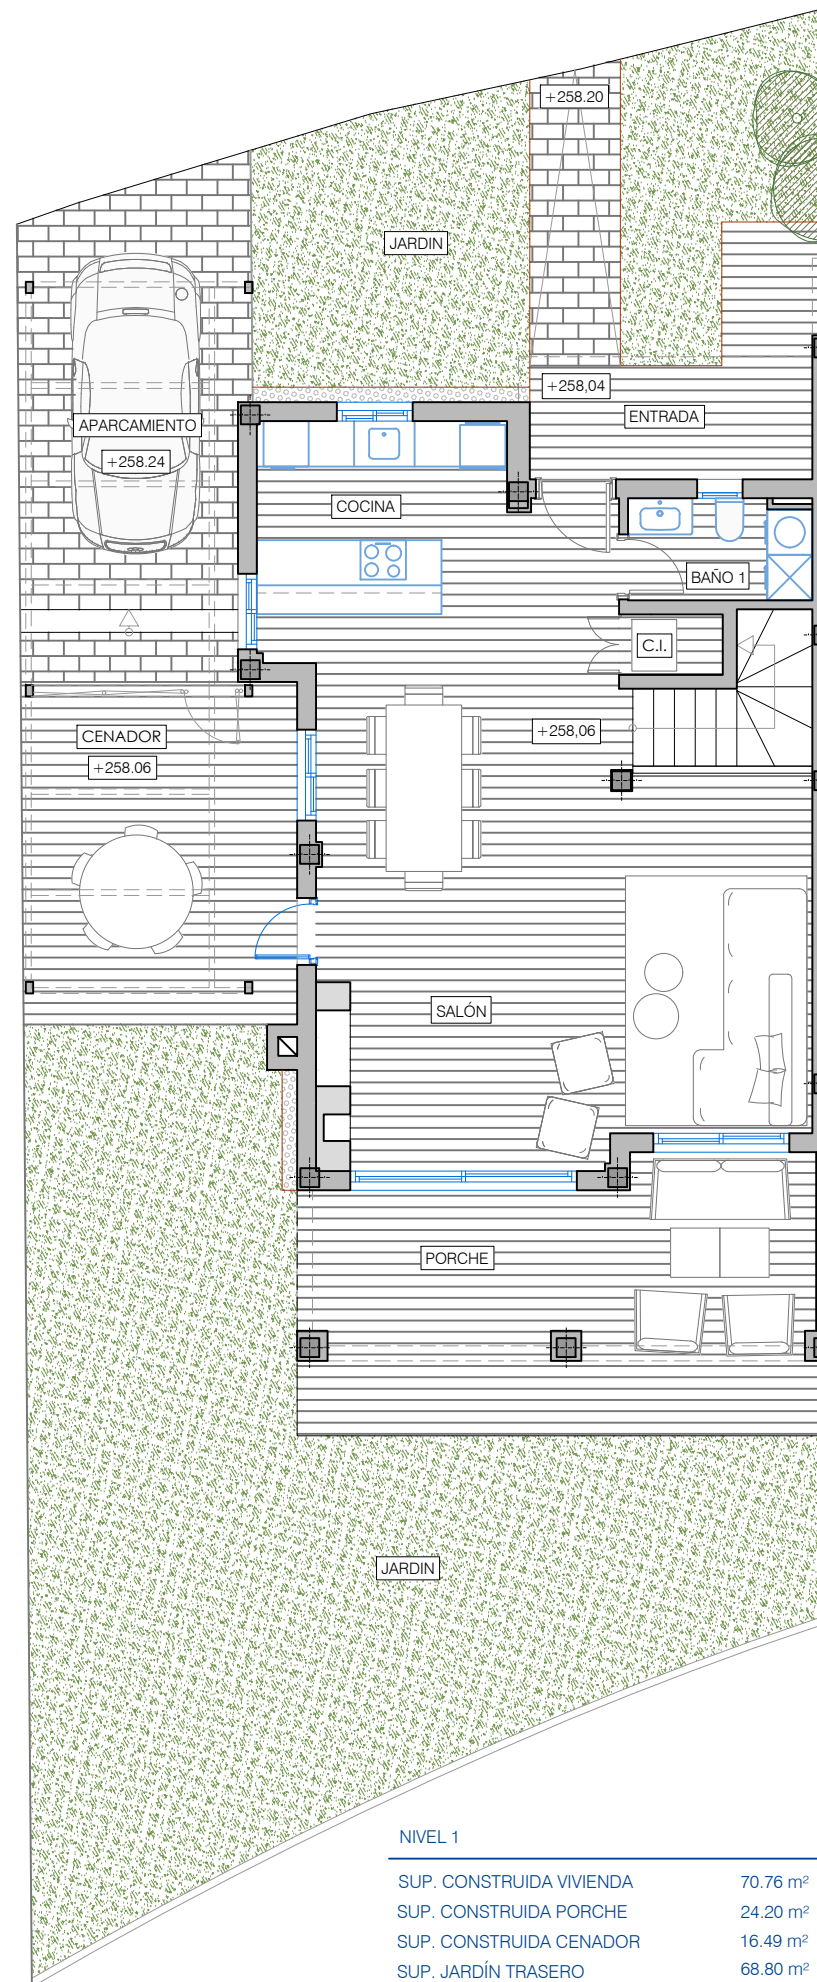 +258.20
JARDIN
+258,04
ENTRADA
APARCAMIENTO
+258.24
COCINA
BAÑO 1
C.I.
+258,06
CENADOR
+258.06
SALÓN
PORCHE
JARDIN
NIVEL 1
SUP. CONSTRUIDA VIVIENDA 70.76 m²
SUP. CONSTRUIDA PORCHE 24.20 m²
SUP. CONSTRUIDA CENADOR 16.49 m²
SUP. JARDÍN TRASERO 68.80 m²